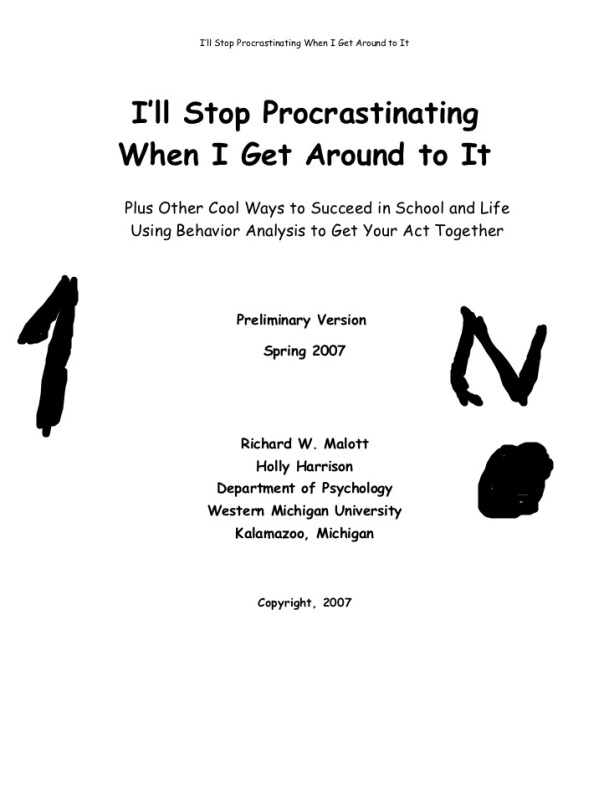 I'll Stop Procrastinating When I Get Around to It
I'll Stop Procrastinating
When I Get Around to It
Plus Other Cool Ways to Succeed in School and Life
Using Behavior Analysis to Get Your Act Together
Preliminary Version
Spring 2007
1
N
Richard W. Malott
Holly Harrison
Department of Psychology
Western Michigan University
Kalamazoo, Michigan
Copyright, 2007